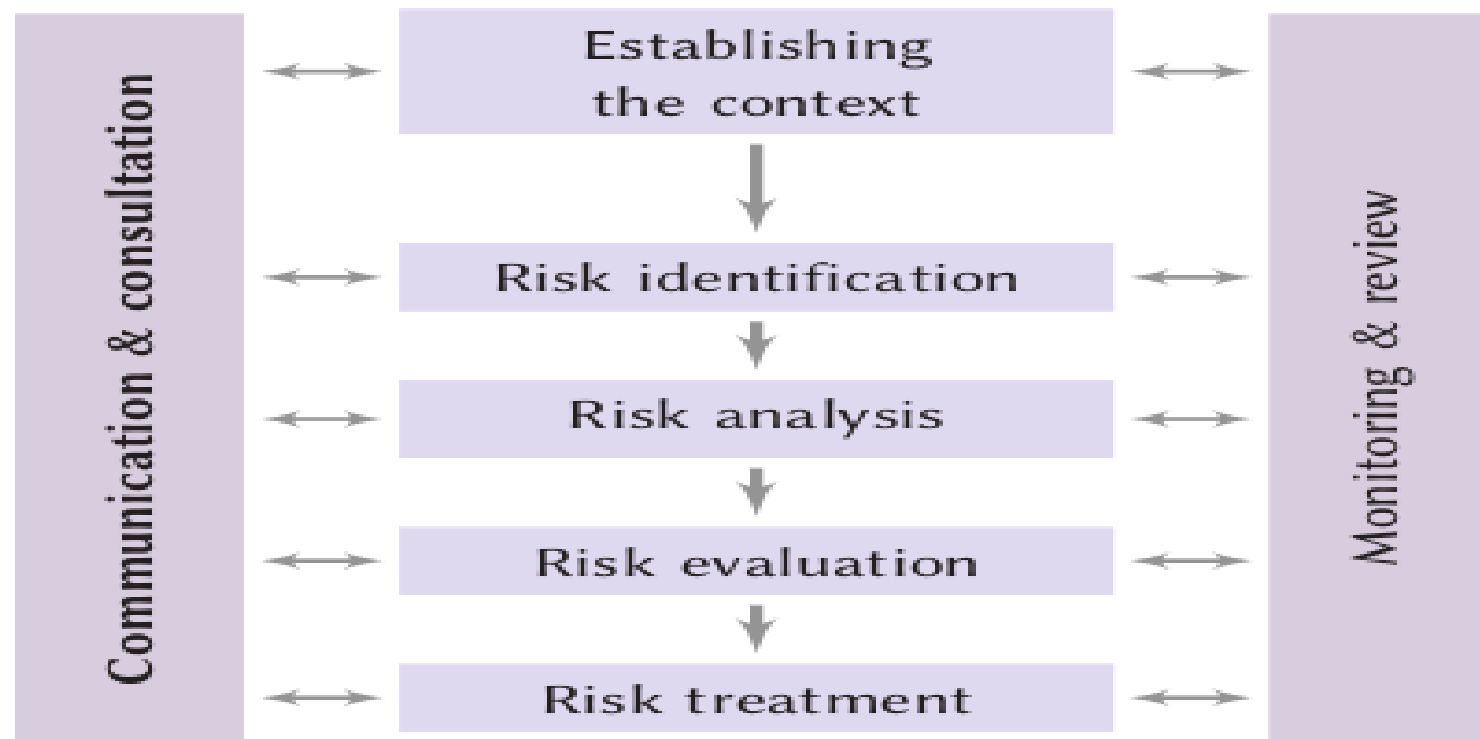 Communication & consultation
Establishing
the context
Risk identification
Risk analysis
Risk evaluation
Risk treatment
Monitoring & review